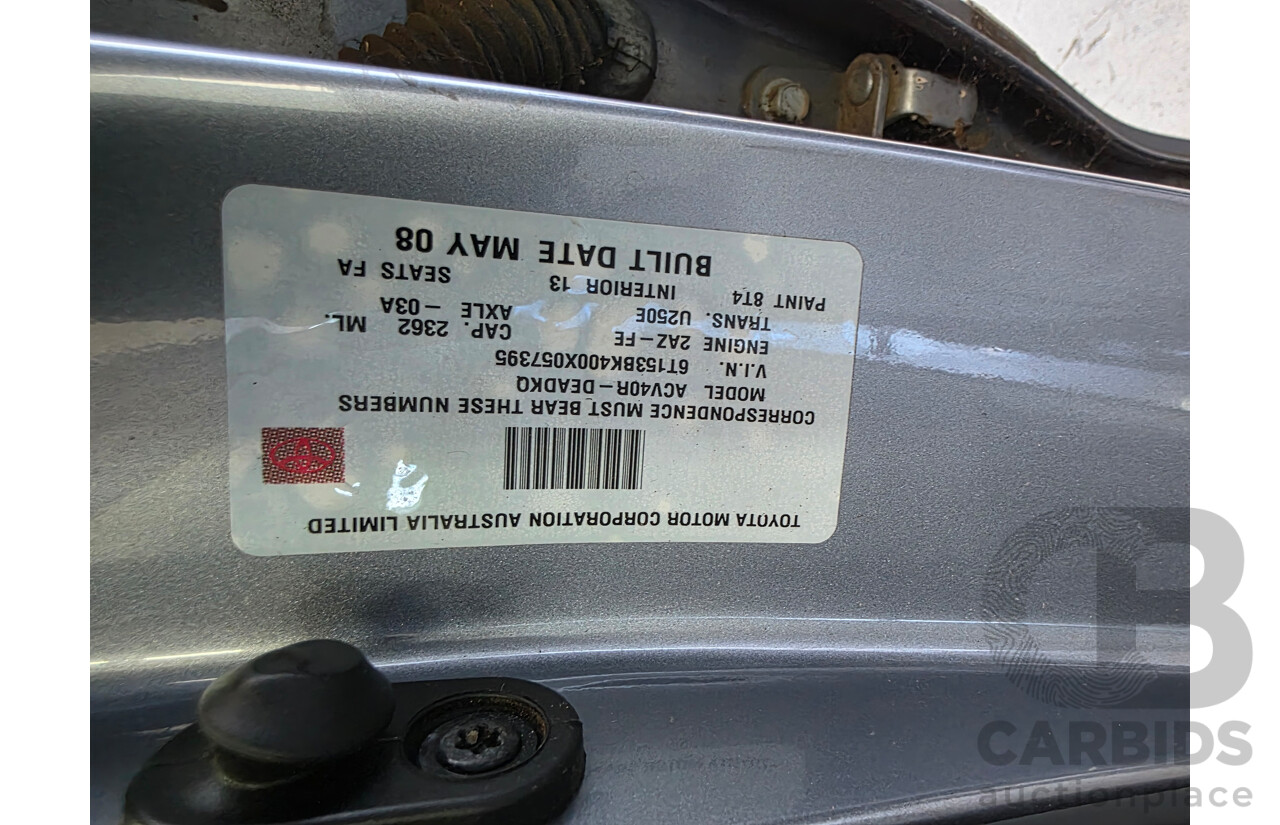 TOYOTA MOTOR CORPORATION AUSTRALIA LIMITED
CORRESPONDENCE MUST BEAR THESE NUMBERS
MODEL ACV40R-DEADKQ
V.I.N. 6T153BK400X057395
ENGINE 2AZ-FE CAP. 2362 ML.
TRANS. U250E AXLE -03A
PAINT 8T4 INTERIOR 13 SEATS FA
BUILT DATE MAY 08
CB
CARBIDS
auctionplace